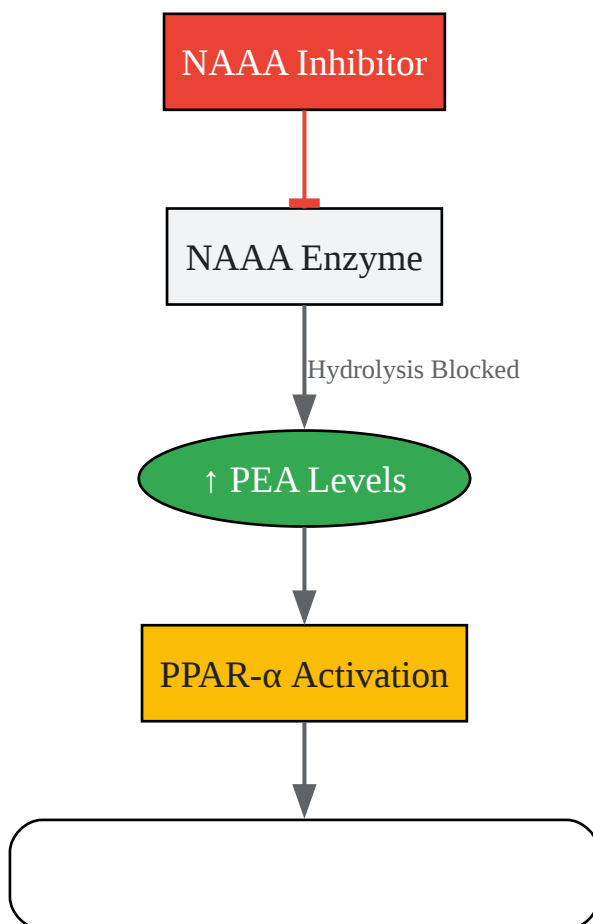 NAAA Inhibitor
NAAA Enzyme
Hydrolysis Blocked
↑ PEA Levels
PPAR-α Activation